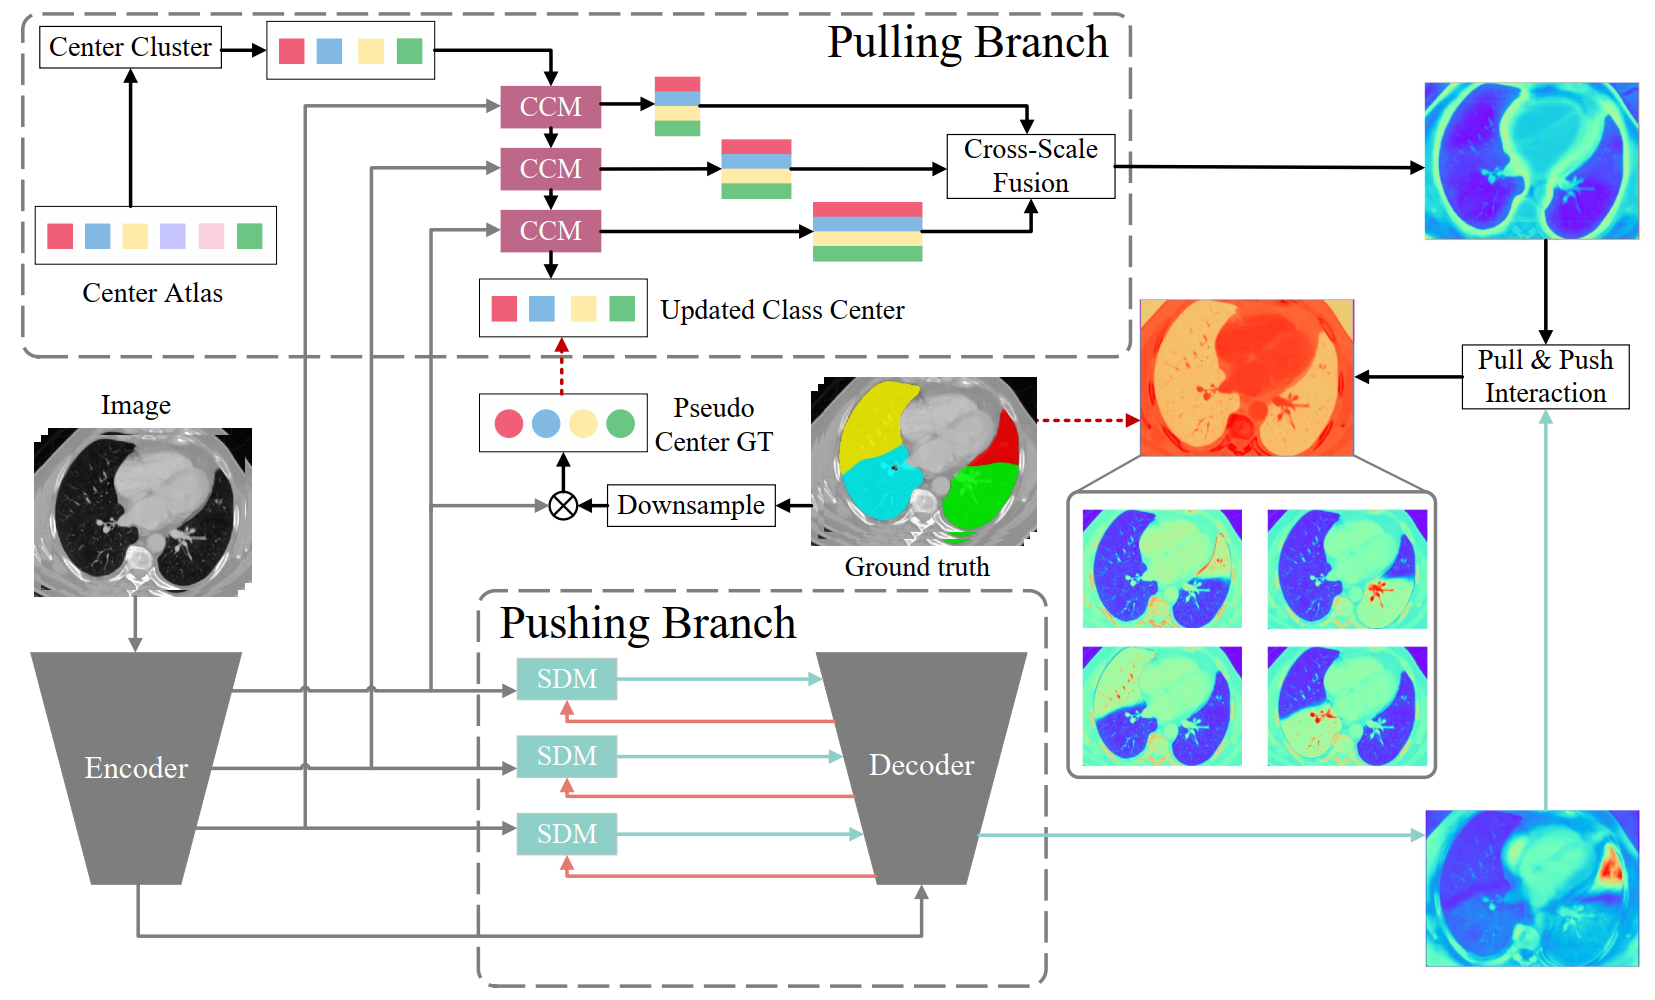 Pulling Branch
Center Cluster
CCM
CCM
CCM
Cross-Scale
Fusion
Center Atlas
Updated Class Center
Pull & Push
Interaction
Image
Pseudo
Center GT
Downsample
Ground truth
Pushing Branch
SDM
SDM
SDM
Encoder
Decoder